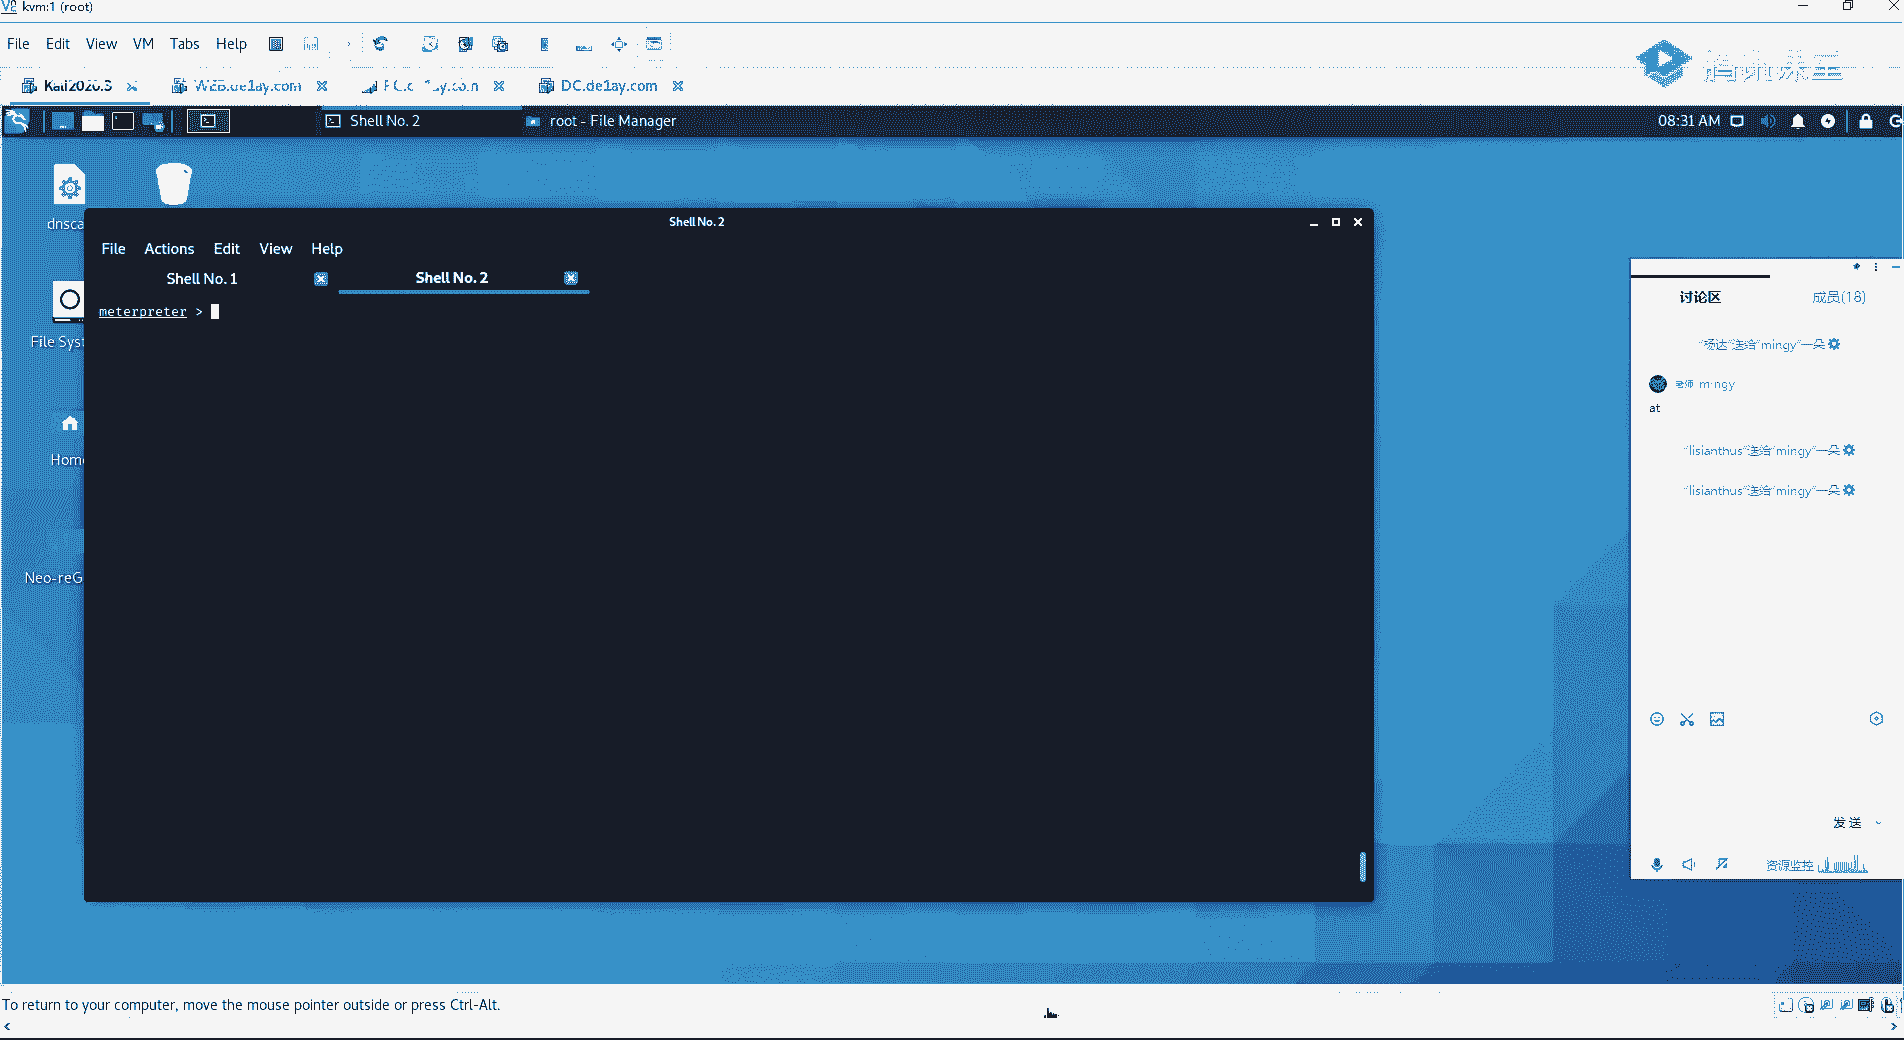 kvm:1 (root)
File Edit View VM Tabs Help
Kali2020.3 WEB.de1ay.com DC.de1ay.com
Shell No. 2 root - File Manager 08:31 AM
dnsca
Shell No. 2
File Actions Edit View Help
Shell No. 1 Shell No. 2
meterpreter >
File Syst
Home
Neo-reG
讨论区 成员(18)
"杨达"送给"mingy"一朵
老师 mingy
at
"lisianthus"送给"mingy"一朵
"lisianthus"送给"mingy"一朵
发送
资源监控
To return to your computer, move the mouse pointer outside or press Ctrl-Alt.